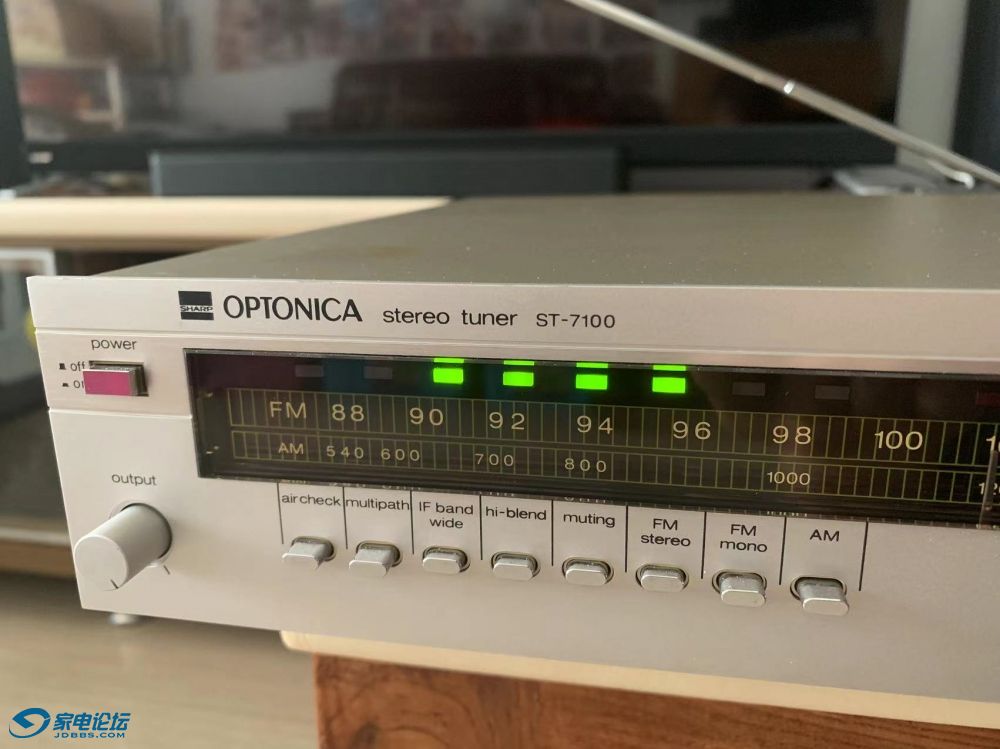 SHARP OPTONICA stereo tuner ST-7100
power
off
FM 88 90 92 94 96 98 100
AM 540 600 700 800 1000
output
air check multipath IF band wide hi-blend muting FM stereo FM mono AM
家电论坛
JDBBS.COM